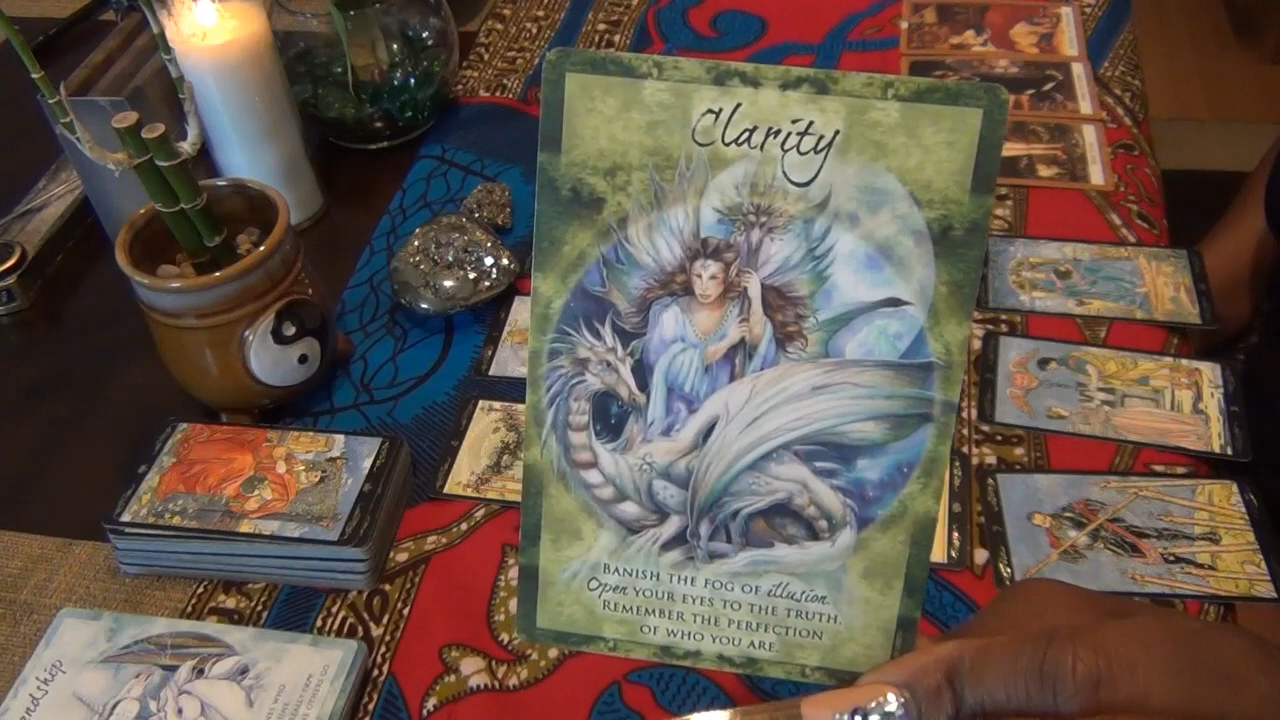 Clarity
BANISH THE FOG OF illusion.
Open YOUR EYES TO THE TRUTH.
REMEMBER THE PERFECTION
OF WHO YOU ARE.